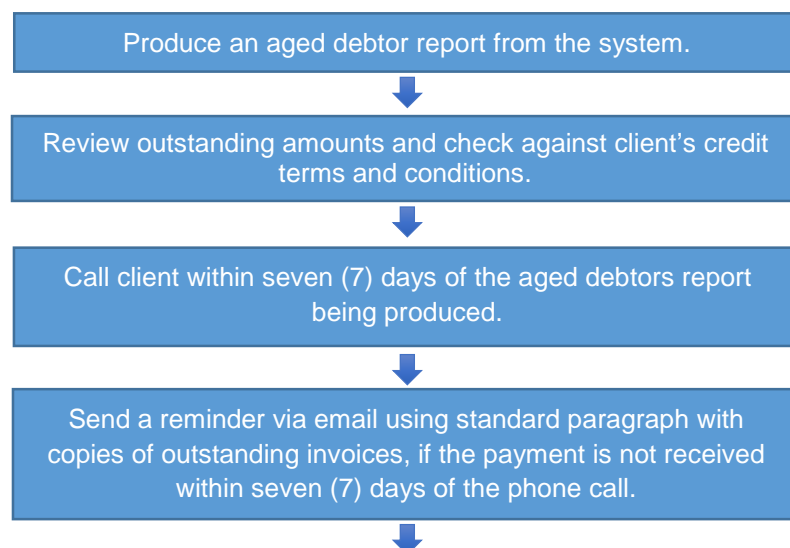 Produce an aged debtor report from the system.
Review outstanding amounts and check against client’s credit
terms and conditions.
Call client within seven (7) days of the aged debtors report
being produced.
Send a reminder via email using standard paragraph with
copies of outstanding invoices, if the payment is not received
within seven (7) days of the phone call.